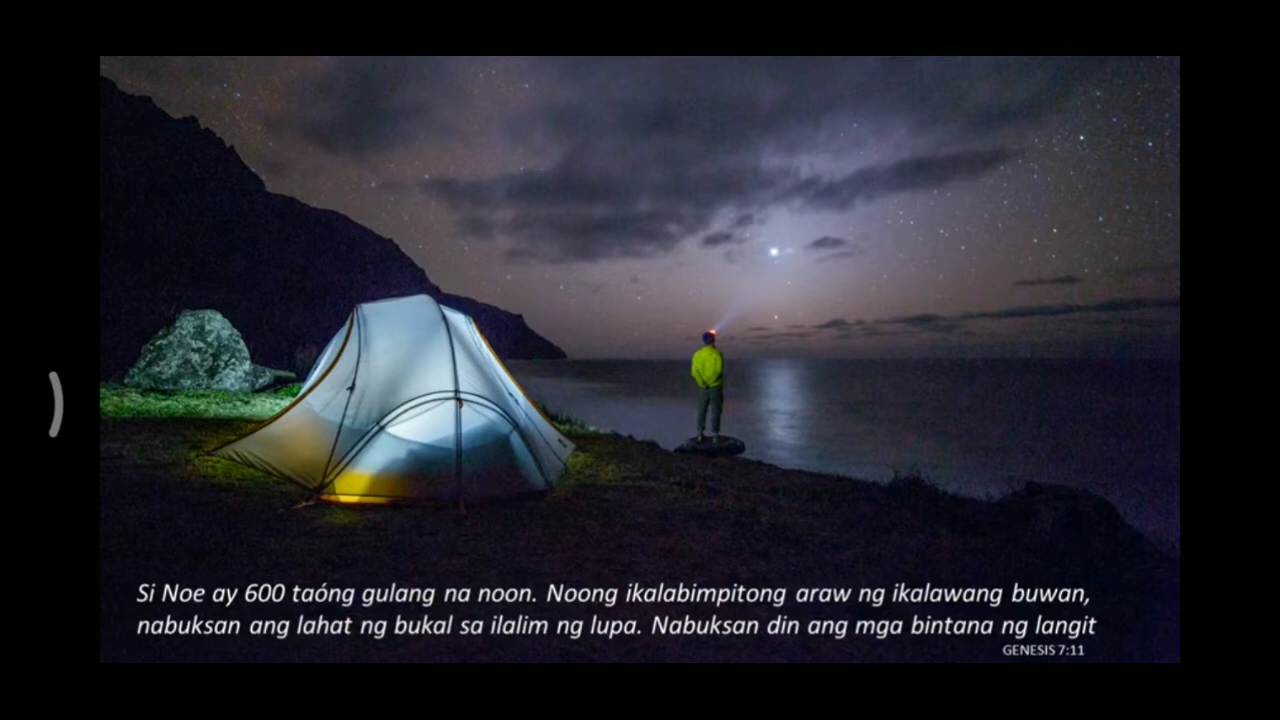 Si Noe ay 600 taóng gulang na noon. Noong ikalabimpitong araw ng ikalawang buwan,
nabuksan ang lahat ng bukal sa ilalim ng lupa. Nabuksan din ang mga bintana ng langit
GENESIS 7:11